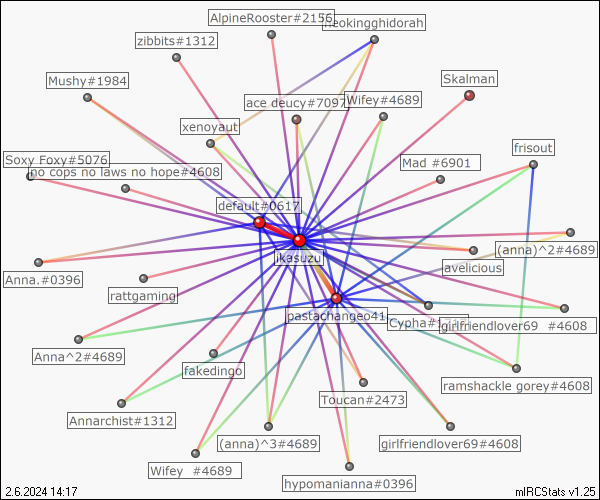 AlpineRooster#2156
neokingghidorah
zibbits#1312
Mushy#1984
Skalman
ace deucy#7097
Wifey#4689
xenoyaut
frisout
Soxy Foxy#5076
no cops no laws no hope#4608
Mad #6901
default#0617
(anna)^2#4689
ikasuzu
avelicious
Anna.#0396
rattgaming
pastachangeo41
Cypha#
girlfriendlover69 #4608
Anna^2#4689
fakedingo
ramshackle gorey#4608
Toucan#2473
Annarchist#1312
(anna)^3#4689
girlfriendlover69#4608
Wifey #4689
hypomanianna#0396
2.6.2024 14:17
mIRCStats v1.25